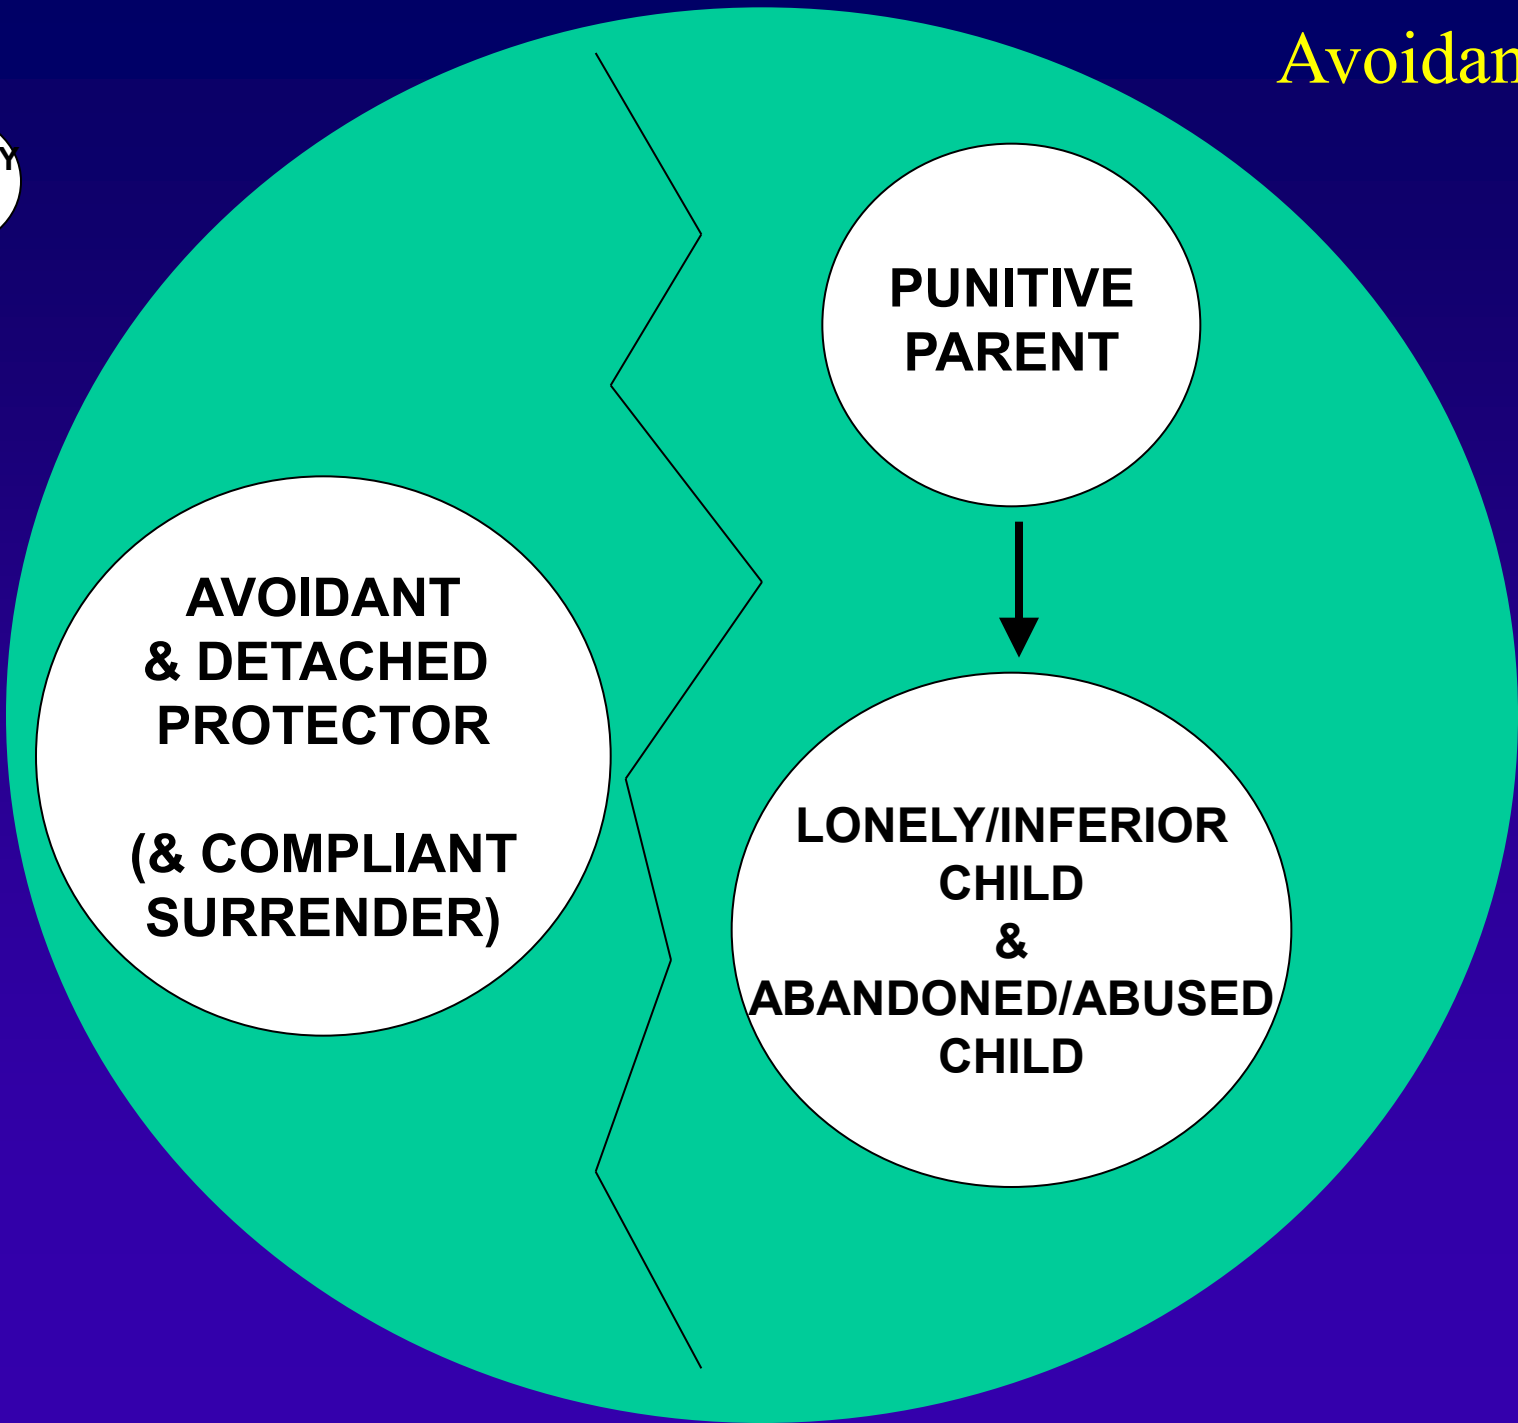 Avoidan
Y
PUNITIVE
PARENT
AVOIDANT
& DETACHED
PROTECTOR
(& COMPLIANT
SURRENDER)
LONELY/INFERIOR
CHILD
&
ABANDONED/ABUSED
CHILD